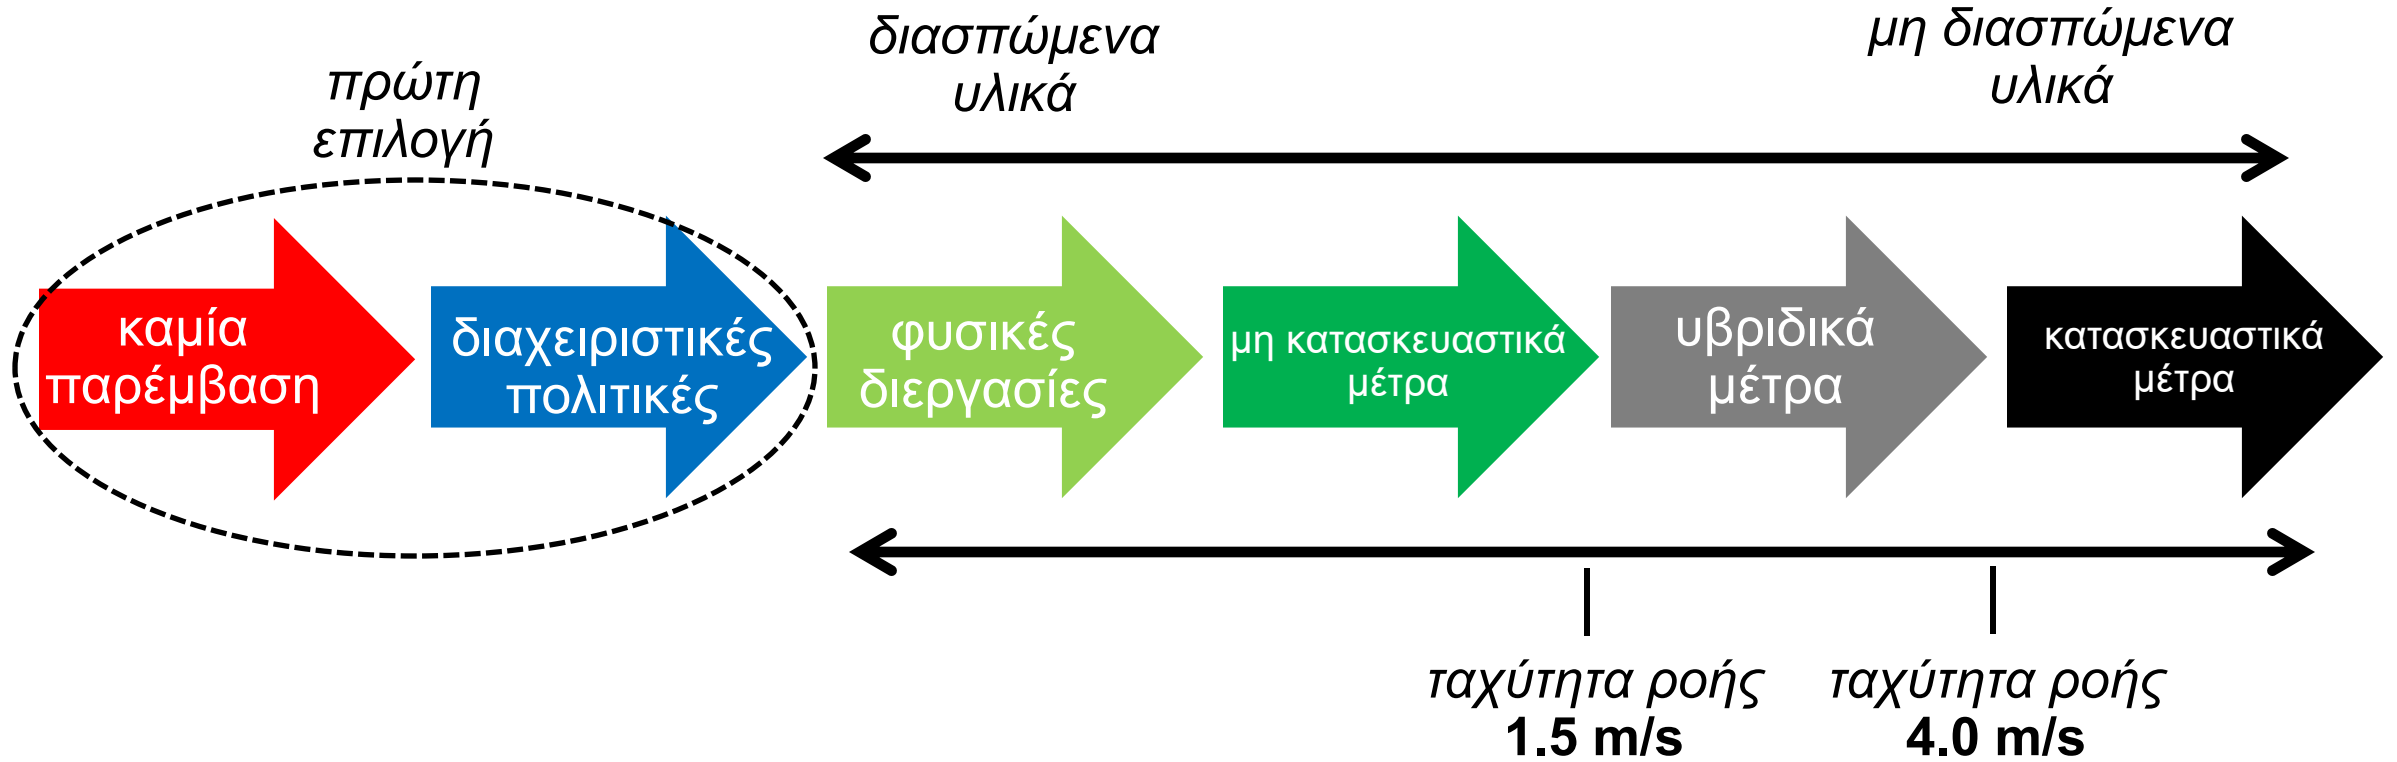 πρώτη
επιλογή
διασπώμενα
υλικά
μη διασπώμενα
υλικά
καμία
παρέμβαση
διαχειριστικές
πολιτικές
φυσικές
διεργασίες
μη κατασκευαστικά
μέτρα
υβριδικά
μέτρα
κατασκευαστικά
μέτρα
ταχύτητα ροής
1.5 m/s
ταχύτητα ροής
4.0 m/s